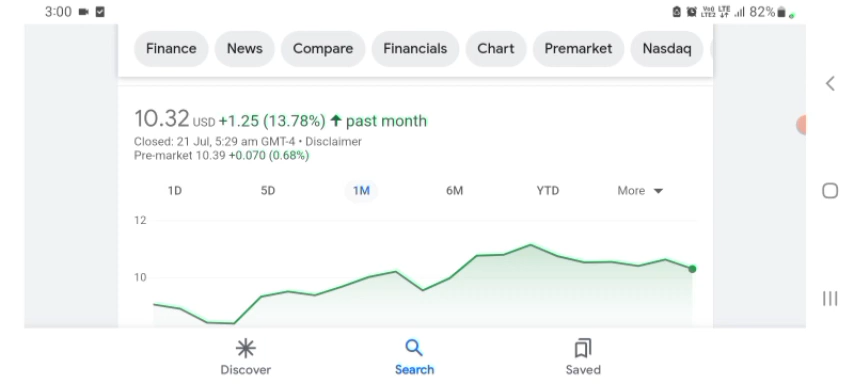 3:00 82%
Finance News Compare Financials Chart Premarket Nasdaq
10.32 USD +1.25 (13.78%) ↑ past month
Closed: 21 Jul, 5:29 am GMT-4 • Disclaimer
Pre-market 10.39 +0.070 (0.68%)
1D 5D 1M 6M YTD More
12
10
Discover Search Saved